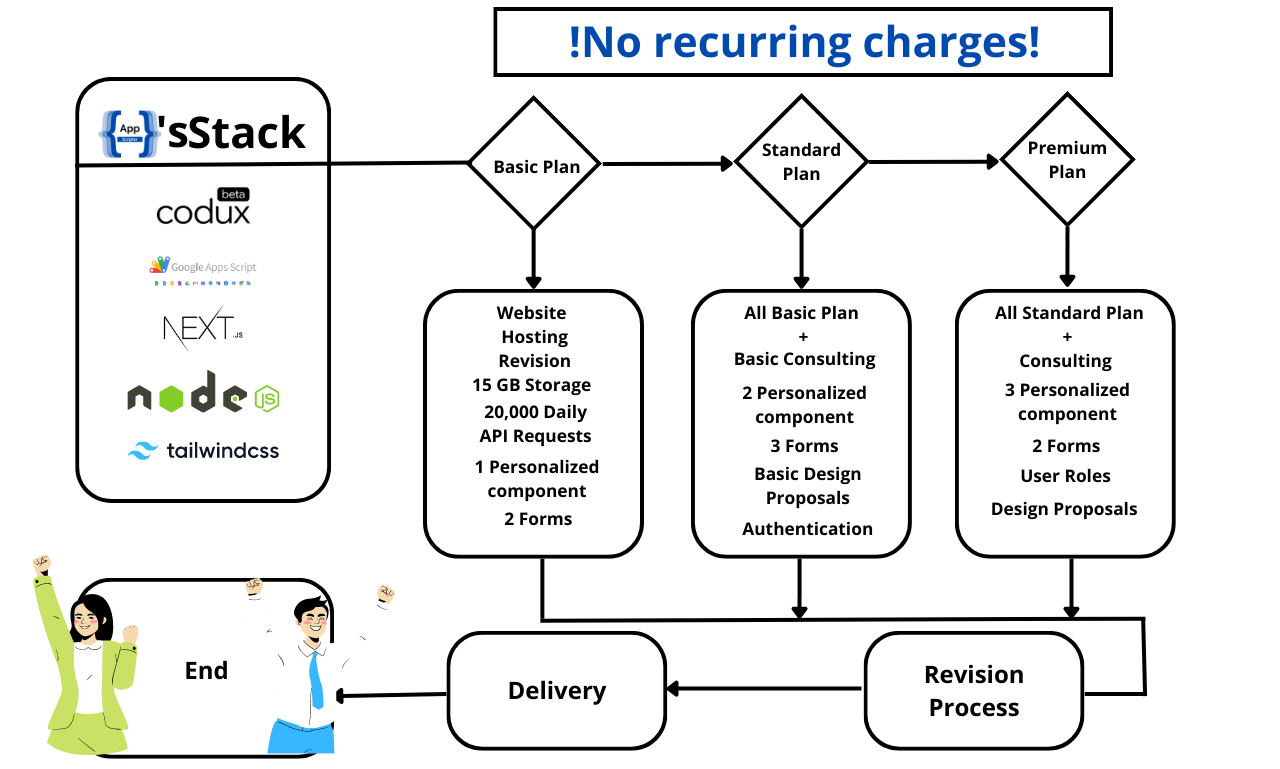 !No recurring charges!
App
Scripter
'sStack
beta
codux
Google Apps Script
NEXT.JS
node
JS
tailwindcss
Basic Plan
Standard
Plan
Premium
Plan
Website
Hosting
Revision
15 GB Storage
20,000 Daily
API Requests
1 Personalized
component
2 Forms
All Basic Plan
+
Basic Consulting
2 Personalized
component
3 Forms
Basic Design
Proposals
Authentication
All Standard Plan
+
Consulting
3 Personalized
component
2 Forms
User Roles
Design Proposals
Revision
Process
Delivery
End